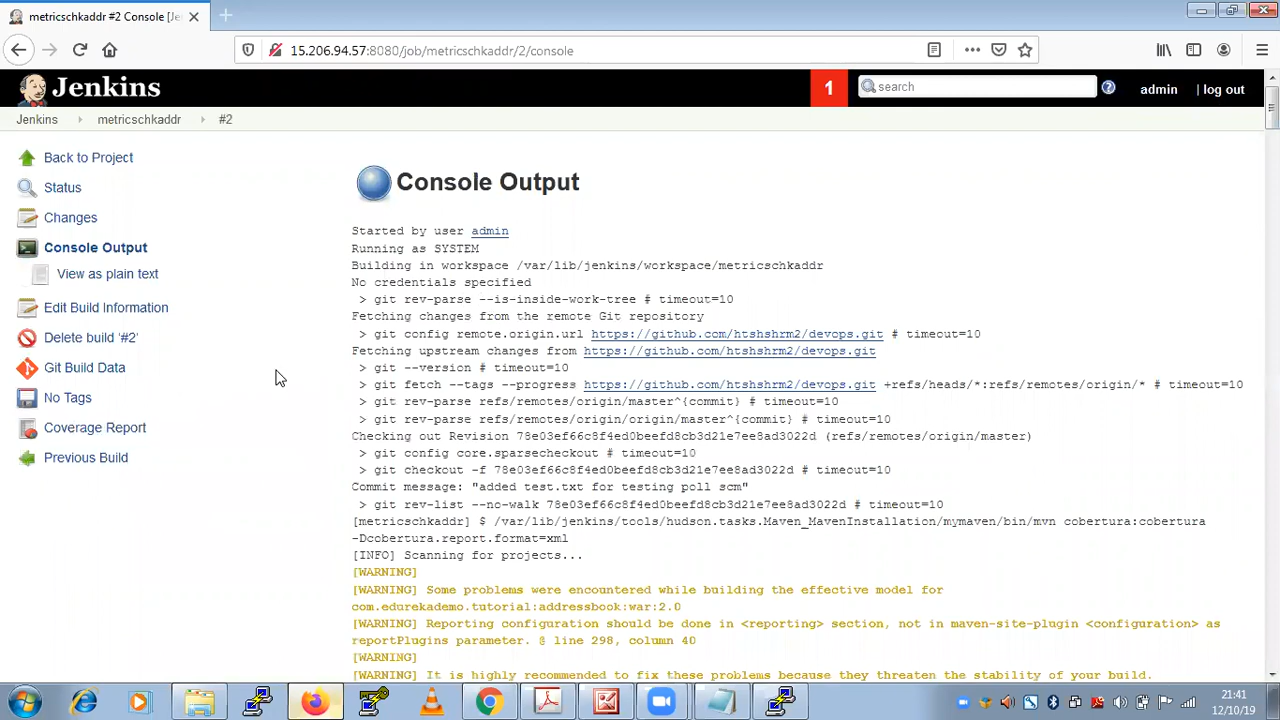 metricschkaddr #2 Console [Je
15.206.94.57:8080/job/metricschkaddr/2/console
Jenkins
1
search
admin
| log out
Jenkins
metricschkaddr
#2
Back to Project
Status
Changes
Console Output
View as plain text
Edit Build Information
Delete build '#2'
Git Build Data
No Tags
Coverage Report
Previous Build
Console Output
Started by user admin
Running as SYSTEM
Building in workspace /var/lib/jenkins/workspace/metricschkaddr
No credentials specified
> git rev-parse --is-inside-work-tree # timeout=10
Fetching changes from the remote Git repository
> git config remote.origin.url https://github.com/htshshrm2/devops.git # timeout=10
Fetching upstream changes from https://github.com/htshshrm2/devops.git
> git --version # timeout=10
> git fetch --tags --progress https://github.com/htshshrm2/devops.git +refs/heads/*:refs/remotes/origin/* # timeout=10
> git rev-parse refs/remotes/origin/master^{commit} # timeout=10
> git rev-parse refs/remotes/origin/origin/master^{commit} # timeout=10
Checking out Revision 78e03ef66c8f4ed0beefd8cb3d21e7ee8ad3022d (refs/remotes/origin/master)
> git config core.sparsecheckout # timeout=10
> git checkout -f 78e03ef66c8f4ed0beefd8cb3d21e7ee8ad3022d # timeout=10
Commit message: "added test.txt for testing poll scm"
> git rev-list --no-walk 78e03ef66c8f4ed0beefd8cb3d21e7ee8ad3022d # timeout=10
[metricschkaddr] $ /var/lib/jenkins/tools/hudson.tasks.Maven_MavenInstallation/mymaven/bin/mvn cobertura:cobertura
-Dcobertura.report.format=xml
[INFO] Scanning for projects...
[WARNING]
[WARNING] Some problems were encountered while building the effective model for
com.edurekademo.tutorial:addressbook:war:2.0
[WARNING] Reporting configuration should be done in <reporting> section, not in maven-site-plugin <configuration> as
reportPlugins parameter. @ line 298, column 40
[WARNING]
[WARNING] It is highly recommended to fix these problems because they threaten the stability of your build.
21:41
12/10/19